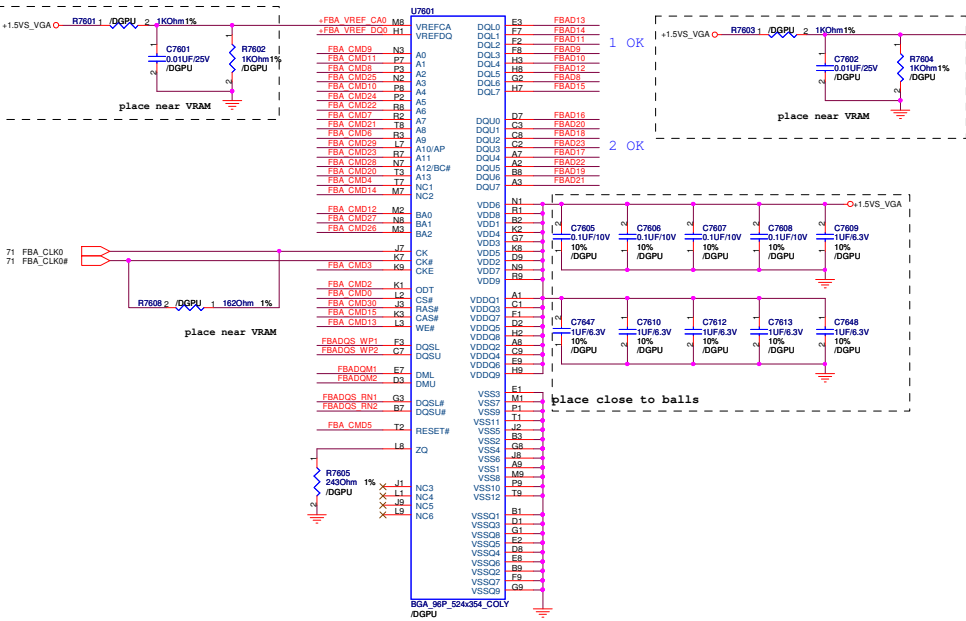 +1.5VS_VGA R7601 1 /DGPU 2 1KOhm1%
C7601
0.01UF/25V
/DGPU
R7602
1KOhm1%
/DGPU
place near VRAM
+FBA_VREF_CA0 M8 VREFCA
+FBA_VREF_DQ0 H1 VREFDQ
FBA_CMD9 N3 A0
FBA_CMD11 P7 A1
FBA_CMD8 P3 A2
FBA_CMD25 N2 A3
FBA_CMD10 P8 A4
FBA_CMD24 P2 A5
FBA_CMD22 R8 A6
FBA_CMD7 R2 A7
FBA_CMD21 T8 A8
FBA_CMD6 R3 A9
FBA_CMD29 L7 A10/AP
FBA_CMD23 R7 A11
FBA_CMD28 N7 A12/BC#
FBA_CMD20 T3 A13
FBA_CMD4 T7 NC1
FBA_CMD14 M7 NC2
FBA_CMD12 M2 BA0
FBA_CMD27 N8 BA1
FBA_CMD26 M3 BA2
71 FBA_CLK0 J7 CK
71 FBA_CLK0# K7 CK#
FBA_CMD3 K9 CKE
R7608 2 /DGPU 1 162Ohm 1%
place near VRAM
FBA_CMD2 K1 ODT
FBA_CMD0 L2 CS#
FBA_CMD30 J3 RAS#
FBA_CMD15 K3 CAS#
FBA_CMD13 L3 WE#
FBADQS_WP1 F3 DQSL
FBADQS_WP2 C7 DQSU
FBADQM1 E7 DML
FBADQM2 D3 DMU
FBADQS_RN1 G3 DQSL#
FBADQS_RN2 B7 DQSU#
FBA_CMD5 T2 RESET#
L8 ZQ
R7605
243Ohm 1%
/DGPU
J1 NC3
L1 NC4
J9 NC5
L9 NC6
U7601
DQL0 E3 FBAD13
DQL1 F7 FBAD14
DQL2 F2 FBAD11
DQL3 F8 FBAD9
DQL4 H3 FBAD10
DQL5 H8 FBAD12
DQL6 G2 FBAD8
DQL7 H7 FBAD15
1 OK
DQU0 D7 FBAD16
DQU1 C3 FBAD20
DQU2 C8 FBAD18
DQU3 C2 FBAD23
DQU4 A7 FBAD17
DQU5 A2 FBAD22
DQU6 B8 FBAD19
DQU7 A3 FBAD21
2 OK
VDD6 N1
VDD8 R1
VDD1 B2
VDD4 K2
VDD3 G7
VDD5 K8
VDD2 D9
VDD7 N9
VDD9 R9
VDDQ1 A1
VDDQ3 C1
VDDQ7 F1
VDDQ5 D2
VDDQ8 H2
VDDQ2 A8
VDDQ4 C9
VDDQ6 E9
VDDQ9 H9
VSS3 E1
VSS7 M1
VSS9 P1
VSS11 T1
VSS5 J2
VSS2 B3
VSS4 G8
VSS6 J8
VSS1 A9
VSS8 M9
VSS10 P9
VSS12 T9
VSSQ1 B1
VSSQ3 D1
VSSQ8 G1
VSSQ5 E2
VSSQ4 D8
VSSQ6 E8
VSSQ2 B9
VSSQ7 F9
VSSQ9 G9
BGA_96P_524x354_COLY
/DGPU
+1.5VS_VGA R7603 1 /DGPU 2 1KOhm1%
C7602
0.01UF/25V
/DGPU
R7604
1KOhm1%
/DGPU
place near VRAM
+1.5VS_VGA
C7605
0.1UF/10V
10%
/DGPU
C7606
0.1UF/10V
10%
/DGPU
C7607
0.1UF/10V
10%
/DGPU
C7608
0.1UF/10V
10%
/DGPU
C7609
1UF/6.3V
10%
/DGPU
C7647
1UF/6.3V
10%
/DGPU
C7610
1UF/6.3V
10%
/DGPU
C7612
1UF/6.3V
10%
/DGPU
C7613
1UF/6.3V
10%
/DGPU
C7648
1UF/6.3V
10%
/DGPU
place close to balls